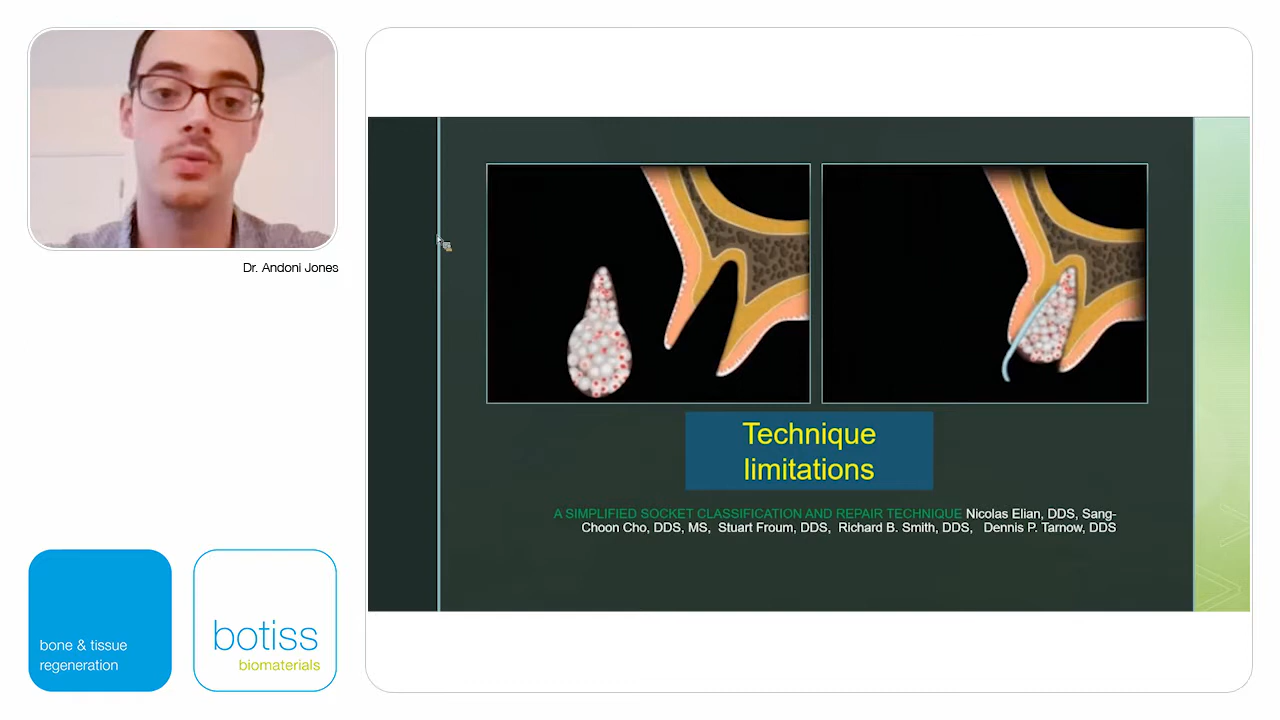 Dr. Andoni Jones
Technique
limitations
A SIMPLIFIED SOCKET CLASSIFICATION AND REPAIR TECHNIQUE Nicolas Elian, DDS, Sang-
Choon Cho, DDS, MS, Stuart Froum, DDS, Richard B. Smith, DDS, Dennis P. Tarnow, DDS
bone & tissue
regeneration
botiss
biomaterials